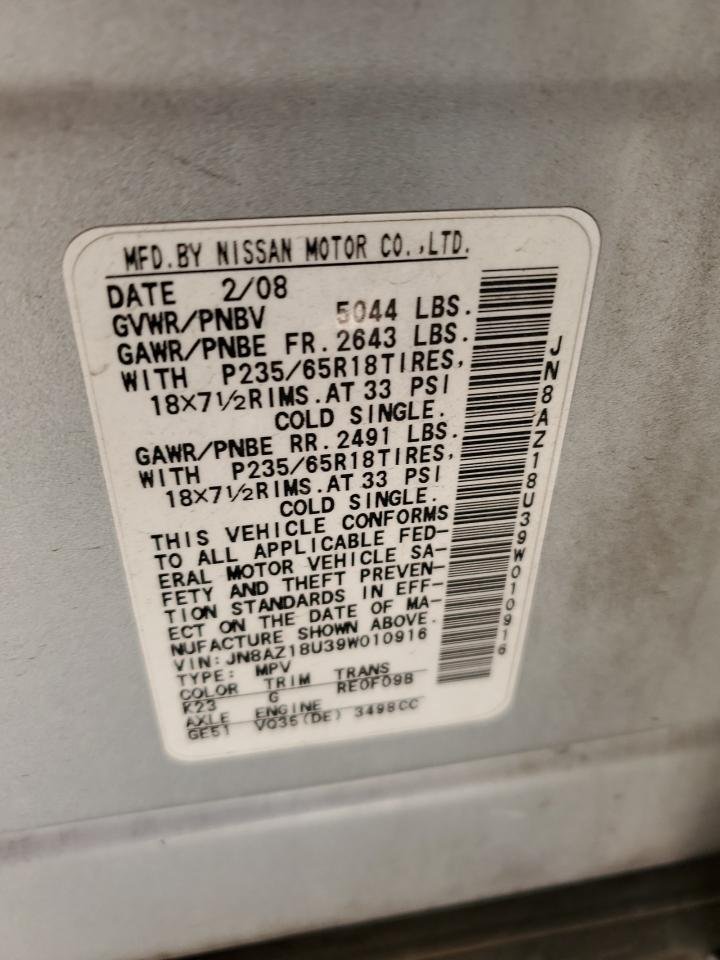 MFD.BY NISSAN MOTOR CO.,LTD.
DATE 2/08
GVWR/PNBV 5044 LBS.
GAWR/PNBE FR. 2643 LBS.
WITH P235/65R18TIRES,
18×7½RIMS.AT 33 PSI
COLD SINGLE.
GAWR/PNBE RR. 2491 LBS.
WITH P235/65R18TIRES,
18×7½RIMS.AT 33 PSI
COLD SINGLE.
THIS VEHICLE CONFORMS
TO ALL APPLICABLE FED-
ERAL MOTOR VEHICLE SA-
FETY AND THEFT PREVEN-
TION STANDARDS IN EFF-
ECT ON THE DATE OF MA-
NUFACTURE SHOWN ABOVE.
VIN:JN8AZ18U39W010916
TYPE: MPV
COLOR TRIM TRANS
K23 G RE0F09B
AXLE ENGINE
GE51 VQ35(DE) 3498CC
JN8AZ18U39W010916